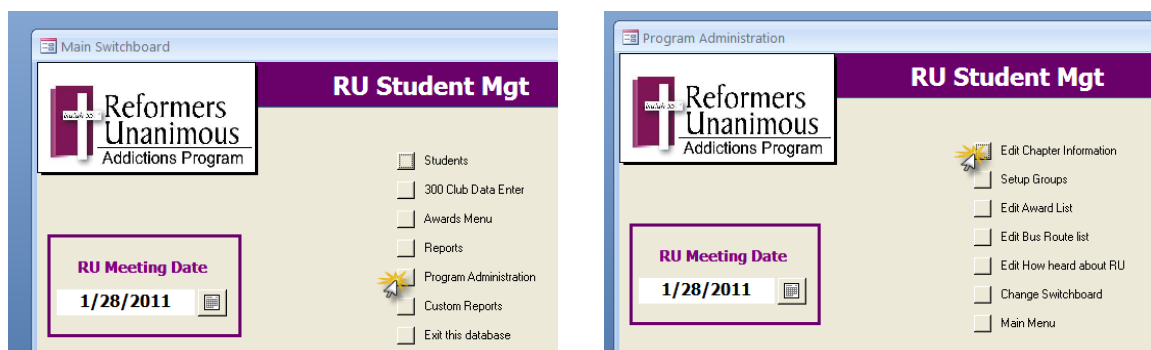 Main Switchboard
RU Student Mgt
Reformers
Unanimous
Addictions Program
Students
300 Club Data Enter
Awards Menu
Reports
Program Administration
Custom Reports
Exit this database
RU Meeting Date
1/28/2011
Program Administration
RU Student Mgt
Reformers
Unanimous
Addictions Program
Edit Chapter Information
Setup Groups
Edit Award List
Edit Bus Route list
Edit How heard about RU
Change Switchboard
Main Menu
RU Meeting Date
1/28/2011